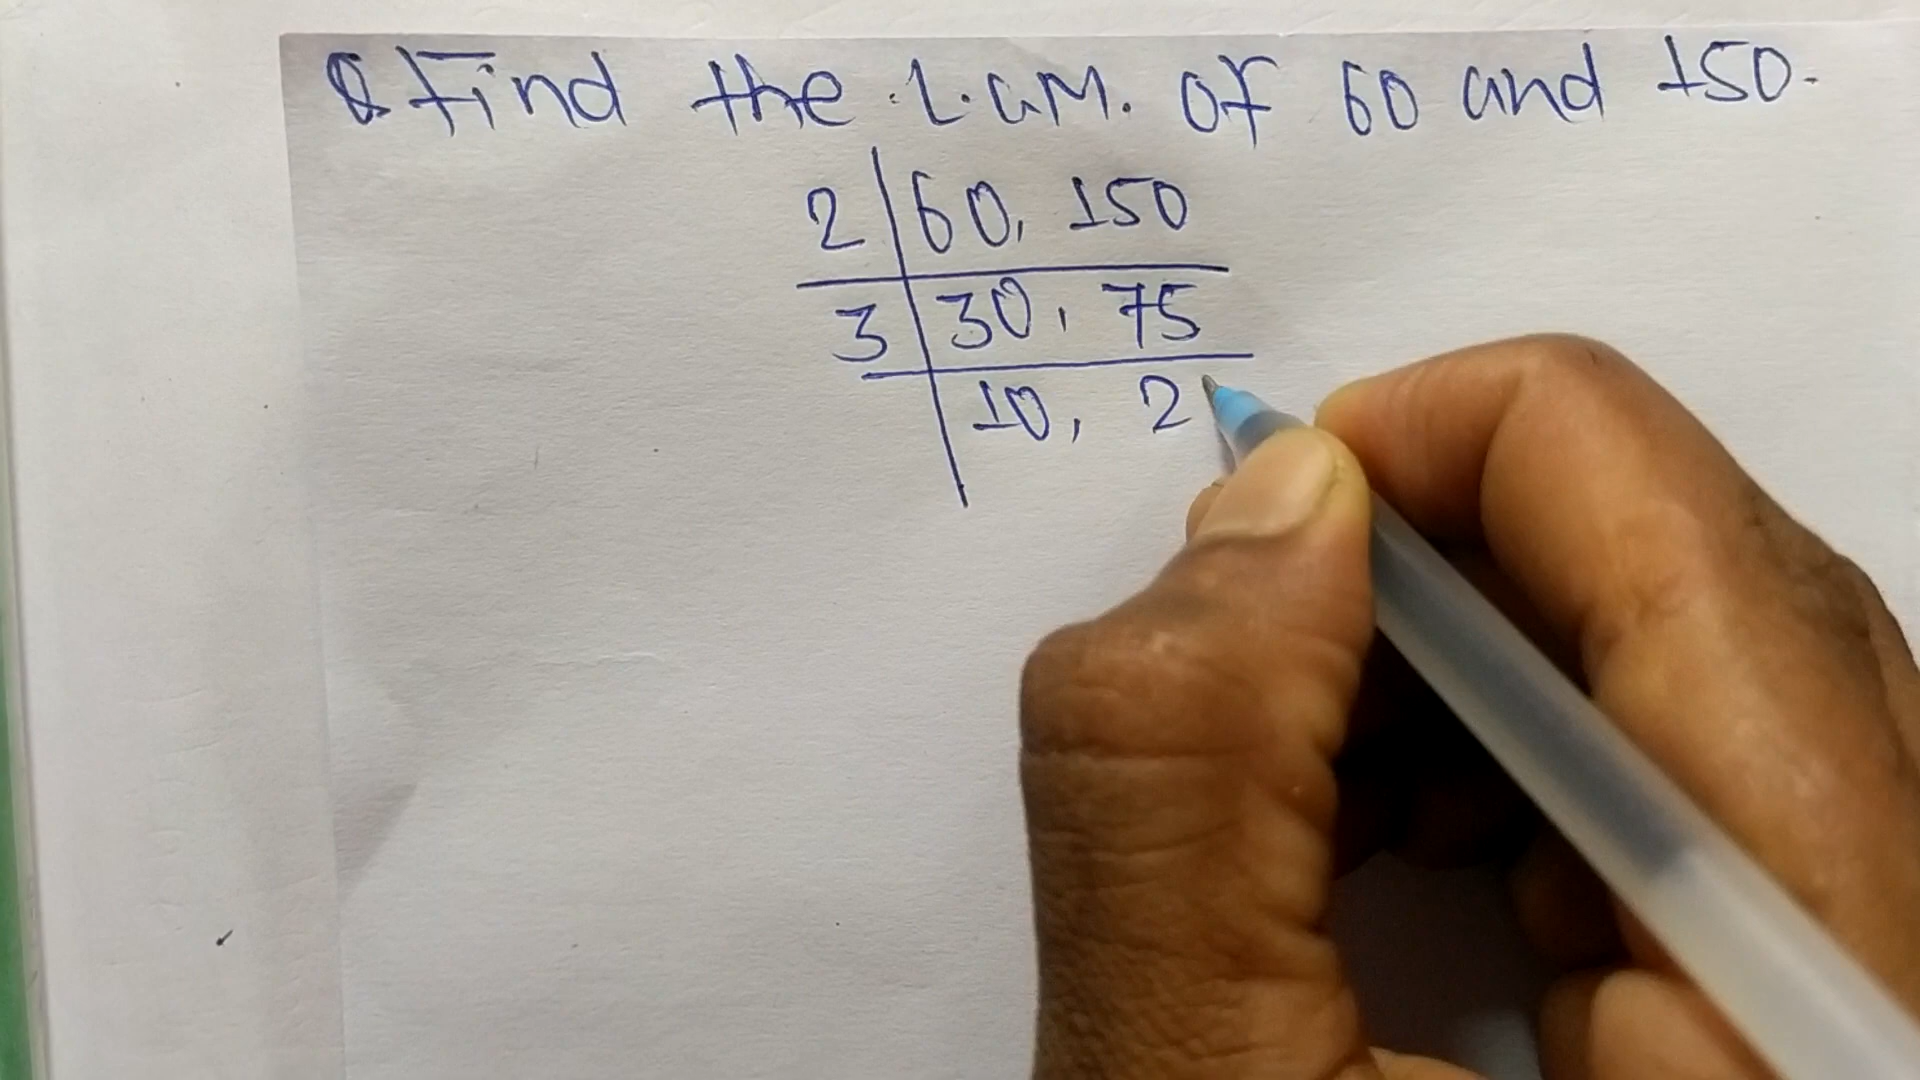 Q. Find the L.C.M. of 60 and 150.
2 | 60, 150
3 | 30, 75
10, 2